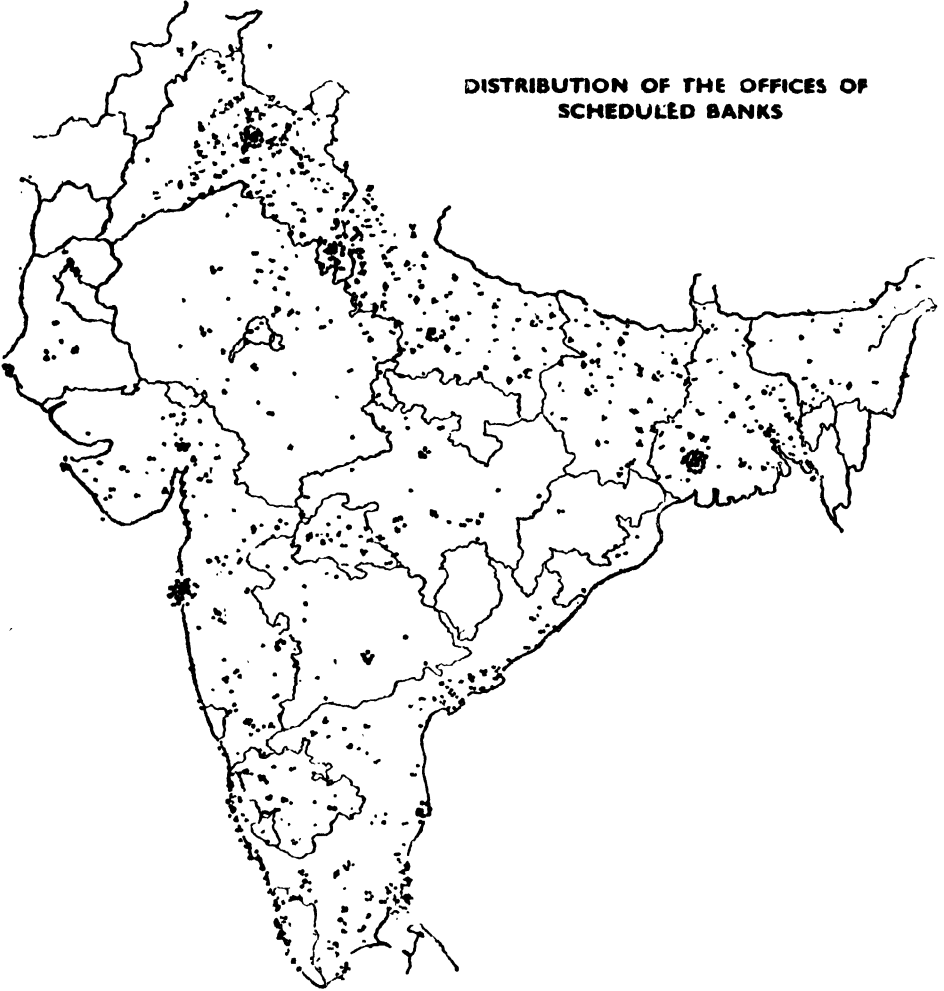 DISTRIBUTION OF THE OFFICES OF
SCHEDULED BANKS